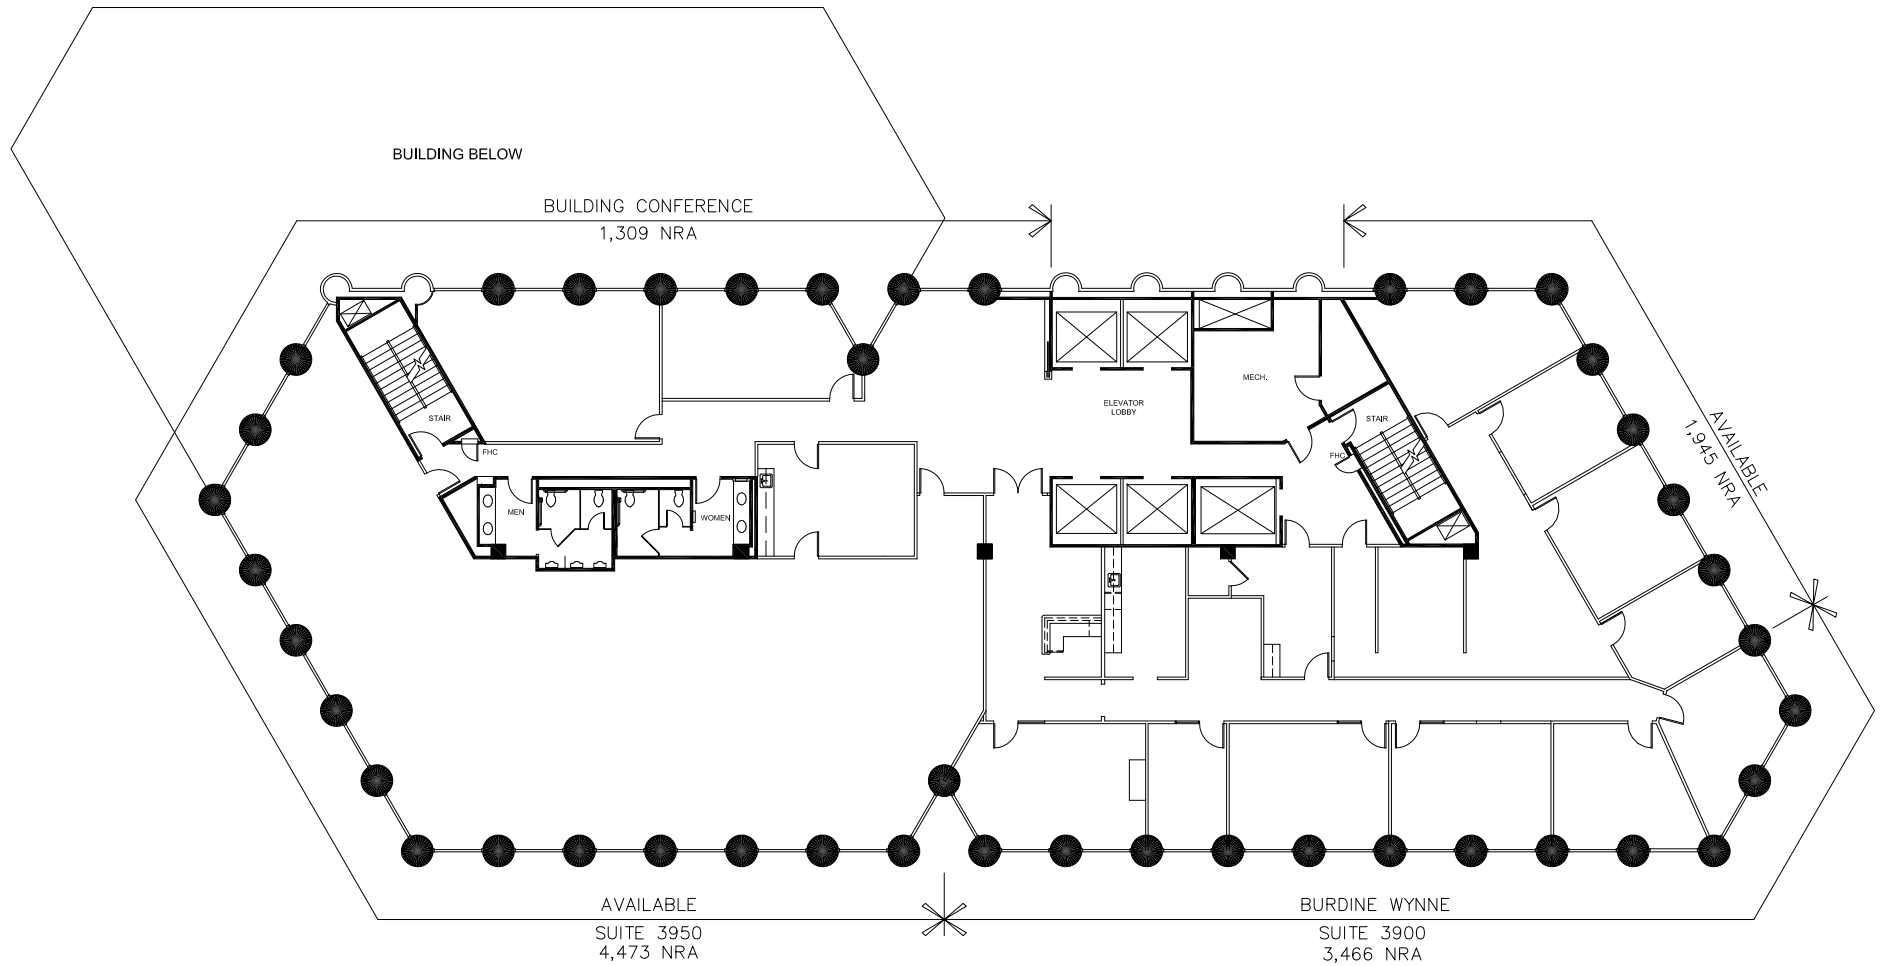 BUILDING BELOW
BUILDING CONFERENCE
1,309 NRA
AVAILABLE
1,945 NRA
MECH.
ELEVATOR
LOBBY
STAIR
STAIR
FHC
FHC
MEN
WOMEN
AVAILABLE
SUITE 3950
4,473 NRA
BURDINE WYNNE
SUITE 3900
3,466 NRA